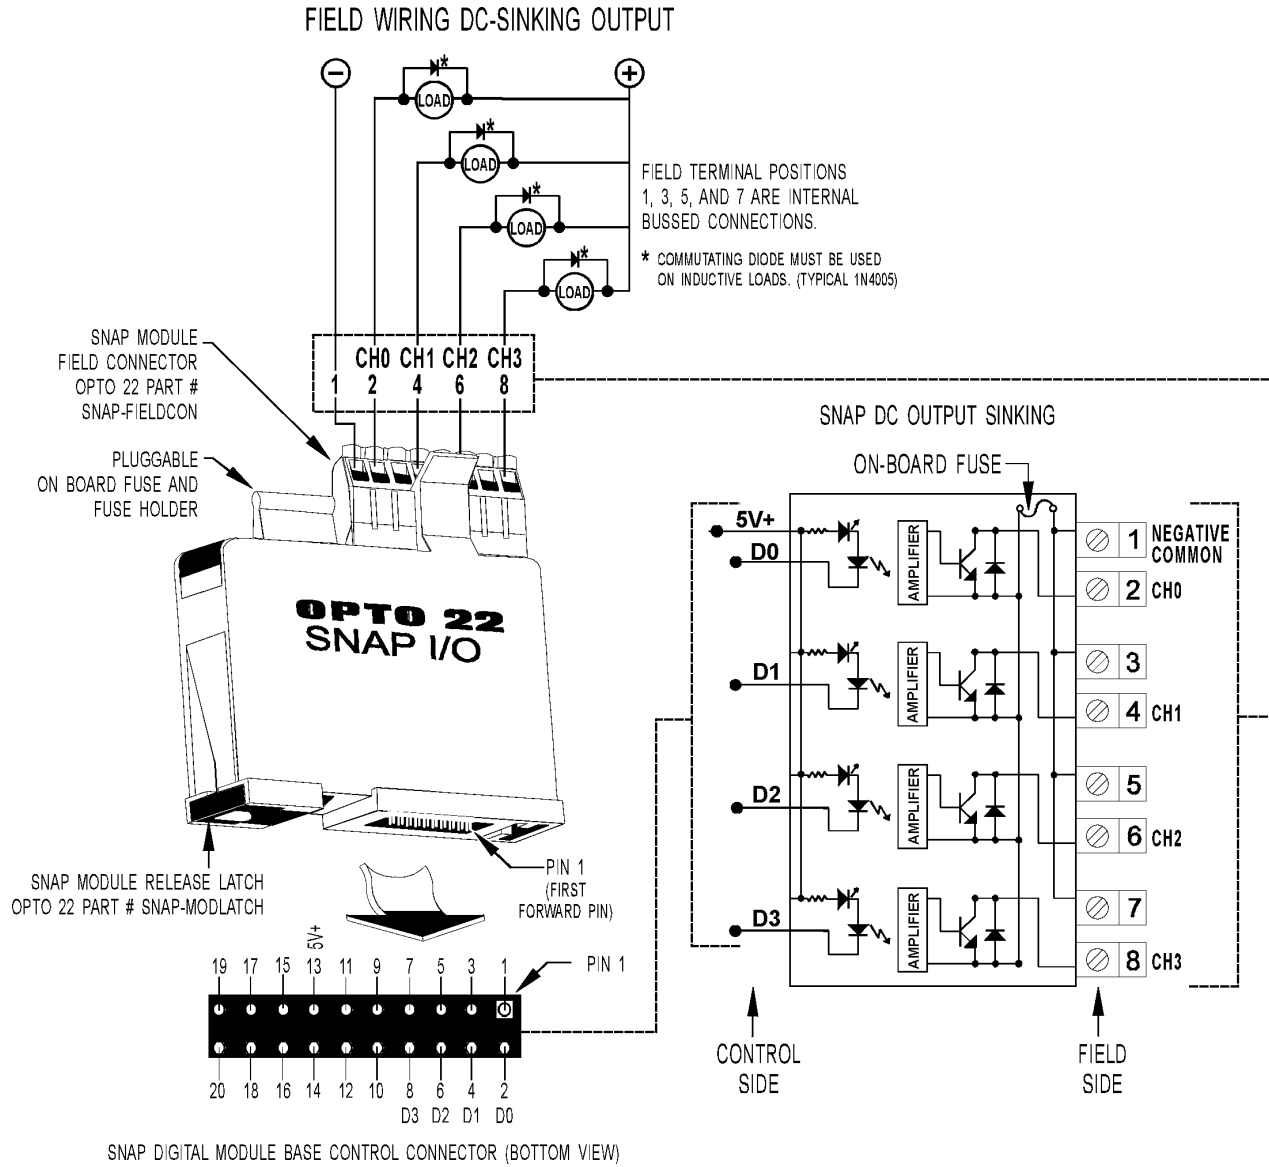 FIELD WIRING DC-SINKING OUTPUT
*
LOAD
*
LOAD
*
LOAD
*
LOAD
FIELD TERMINAL POSITIONS
1, 3, 5, AND 7 ARE INTERNAL
BUSSED CONNECTIONS.
* COMMUTATING DIODE MUST BE USED
ON INDUCTIVE LOADS. (TYPICAL 1N4005)
CH0 CH1 CH2 CH3
1 2 4 6 8
SNAP MODULE
FIELD CONNECTOR
OPTO 22 PART #
SNAP-FIELDCON
PLUGGABLE
ON BOARD FUSE AND
FUSE HOLDER
OPTO 22
SNAP I/O
SNAP MODULE RELEASE LATCH
OPTO 22 PART # SNAP-MODLATCH
PIN 1
(FIRST
FORWARD PIN)
5V+
19 17 15 13 11 9 7 5 3 1
PIN 1
20 18 16 14 12 10 8 6 4 2
D3 D2 D1 D0
SNAP DIGITAL MODULE BASE CONTROL CONNECTOR (BOTTOM VIEW)
SNAP DC OUTPUT SINKING
ON-BOARD FUSE
5V+
D0
AMPLIFIER
1 NEGATIVE
COMMON
2 CH0
D1
AMPLIFIER
3
4 CH1
D2
AMPLIFIER
5
6 CH2
D3
AMPLIFIER
7
8 CH3
CONTROL
SIDE
FIELD
SIDE